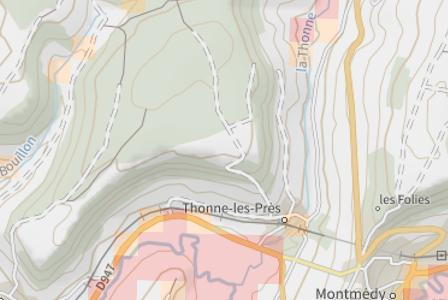 la Thonne
Bouillon
les Folies
Thonne-les-Près
D947
Montmédy